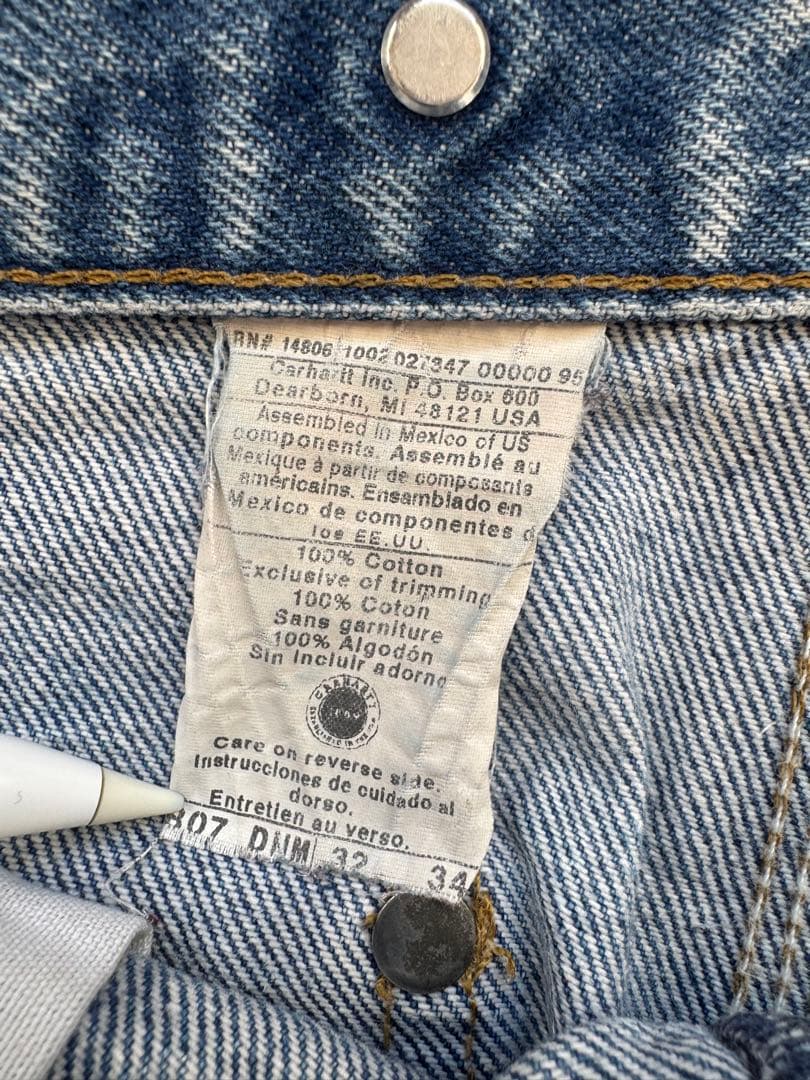 RN# 14806 1002 027347 00000 95
Carhartt Inc. P.O. Box 600
Dearborn, MI 48121 USA
Assembled in Mexico of US
components. Assemblé au
Mexique à partir de composants
américains. Ensamblado en
Mexico de componentes d
los EE.UU.
100% Cotton
Exclusive of trimming
100% Coton
Sans garniture
100% Algodón
Sin incluir adorno
CARHARTT
Care on reverse side.
Instrucciones de cuidado al
dorso.
Entretien au verso.
B07 DNM 32 34